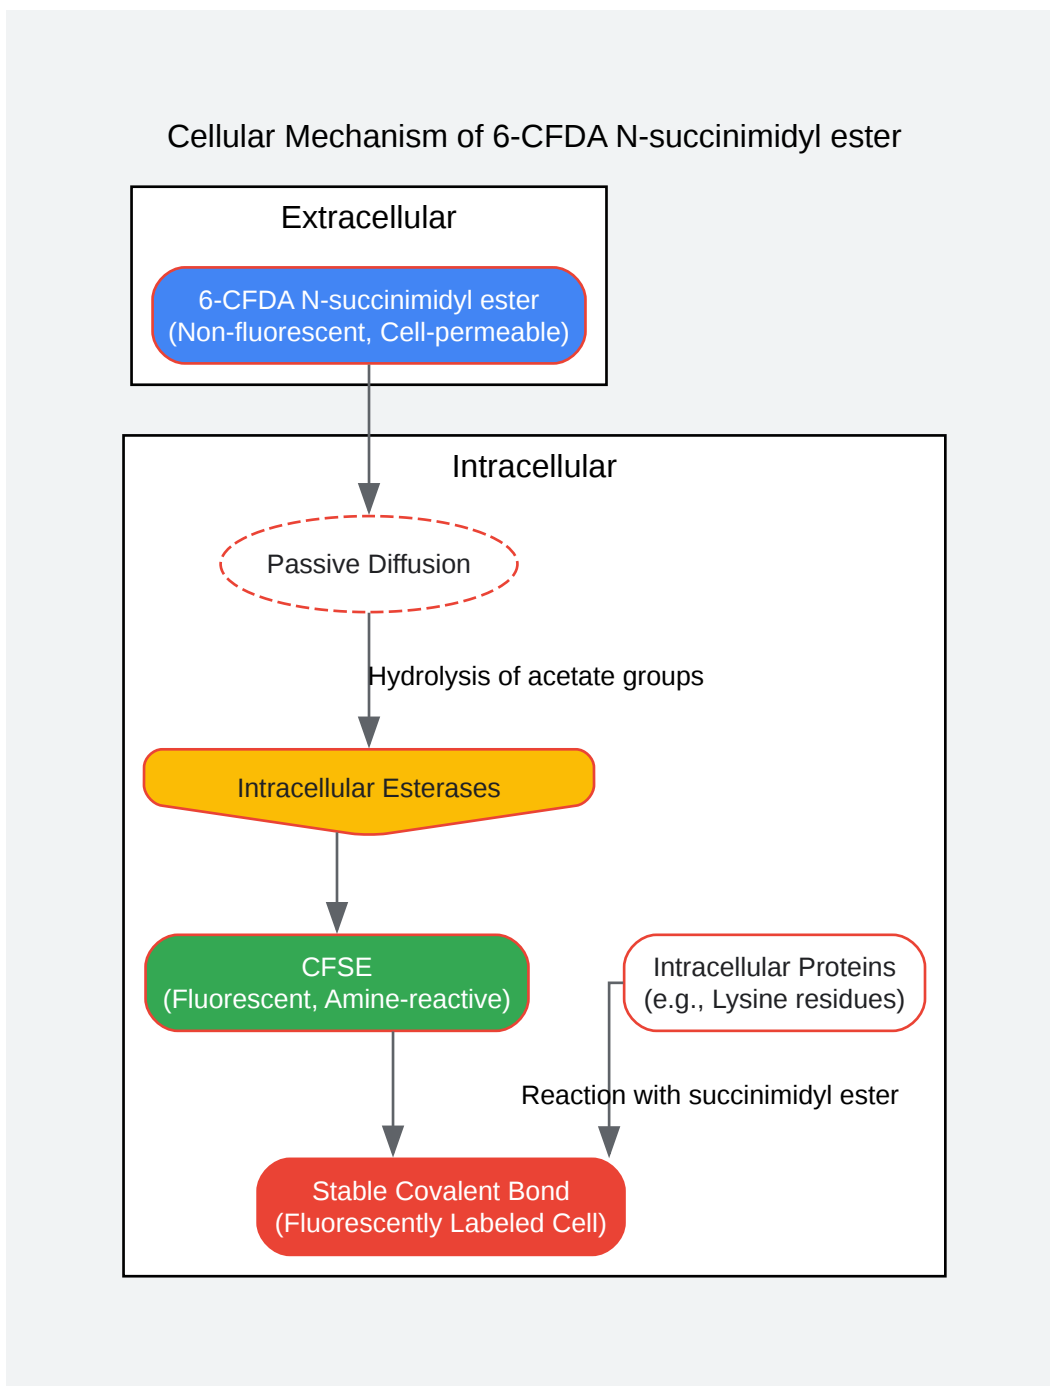 Cellular Mechanism of 6-CFDA N-succinimidyl ester
Extracellular
6-CFDA N-succinimidyl ester
(Non-fluorescent, Cell-permeable)
Intracellular
Passive Diffusion
Hydrolysis of acetate groups
Intracellular Esterases
CFSE
(Fluorescent, Amine-reactive)
Intracellular Proteins
(e.g., Lysine residues)
Reaction with succinimidyl ester
Stable Covalent Bond
(Fluorescently Labeled Cell)